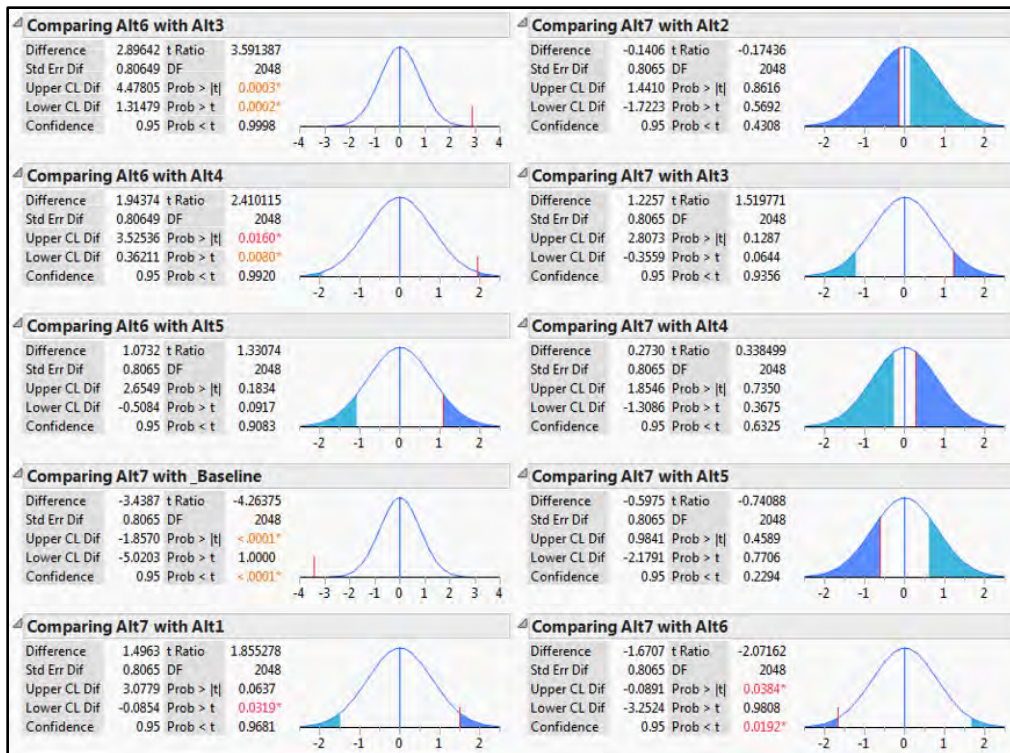 Comparing Alt6 with Alt3
Difference 2.89642 t Ratio 3.591387
Std Err Dif 0.80649 DF 2048
Upper CL Dif 4.47805 Prob > |t| 0.0003*
Lower CL Dif 1.31479 Prob > t 0.0002*
Confidence 0.95 Prob < t 0.9998
-4 -3 -2 -1 0 1 2 3 4
Comparing Alt6 with Alt4
Difference 1.94374 t Ratio 2.410115
Std Err Dif 0.80649 DF 2048
Upper CL Dif 3.52536 Prob > |t| 0.0160*
Lower CL Dif 0.36211 Prob > t 0.0080*
Confidence 0.95 Prob < t 0.9920
-2 -1 0 1 2
Comparing Alt6 with Alt5
Difference 1.0732 t Ratio 1.33074
Std Err Dif 0.8065 DF 2048
Upper CL Dif 2.6549 Prob > |t| 0.1834
Lower CL Dif -0.5084 Prob > t 0.0917
Confidence 0.95 Prob < t 0.9083
-2 -1 0 1 2
Comparing Alt7 with _Baseline
Difference -3.4387 t Ratio -4.26375
Std Err Dif 0.8065 DF 2048
Upper CL Dif -1.8570 Prob > |t| <.0001*
Lower CL Dif -5.0203 Prob > t 1.0000
Confidence 0.95 Prob < t <.0001*
-4 -3 -2 -1 0 1 2 3 4
Comparing Alt7 with Alt1
Difference 1.4963 t Ratio 1.855278
Std Err Dif 0.8065 DF 2048
Upper CL Dif 3.0779 Prob > |t| 0.0637
Lower CL Dif -0.0854 Prob > t 0.0319*
Confidence 0.95 Prob < t 0.9681
-2 -1 0 1 2
Comparing Alt7 with Alt2
Difference -0.1406 t Ratio -0.17436
Std Err Dif 0.8065 DF 2048
Upper CL Dif 1.4410 Prob > |t| 0.8616
Lower CL Dif -1.7223 Prob > t 0.5692
Confidence 0.95 Prob < t 0.4308
-2 -1 0 1 2
Comparing Alt7 with Alt3
Difference 1.2257 t Ratio 1.519771
Std Err Dif 0.8065 DF 2048
Upper CL Dif 2.8073 Prob > |t| 0.1287
Lower CL Dif -0.3559 Prob > t 0.0644
Confidence 0.95 Prob < t 0.9356
-2 -1 0 1 2
Comparing Alt7 with Alt4
Difference 0.2730 t Ratio 0.338499
Std Err Dif 0.8065 DF 2048
Upper CL Dif 1.8546 Prob > |t| 0.7350
Lower CL Dif -1.3086 Prob > t 0.3675
Confidence 0.95 Prob < t 0.6325
-2 -1 0 1 2
Comparing Alt7 with Alt5
Difference -0.5975 t Ratio -0.74088
Std Err Dif 0.8065 DF 2048
Upper CL Dif 0.9841 Prob > |t| 0.4589
Lower CL Dif -2.1791 Prob > t 0.7706
Confidence 0.95 Prob < t 0.2294
-2 -1 0 1 2
Comparing Alt7 with Alt6
Difference -1.6707 t Ratio -2.07162
Std Err Dif 0.8065 DF 2048
Upper CL Dif -0.0891 Prob > |t| 0.0384*
Lower CL Dif -3.2524 Prob > t 0.9808
Confidence 0.95 Prob < t 0.0192*
-2 -1 0 1 2